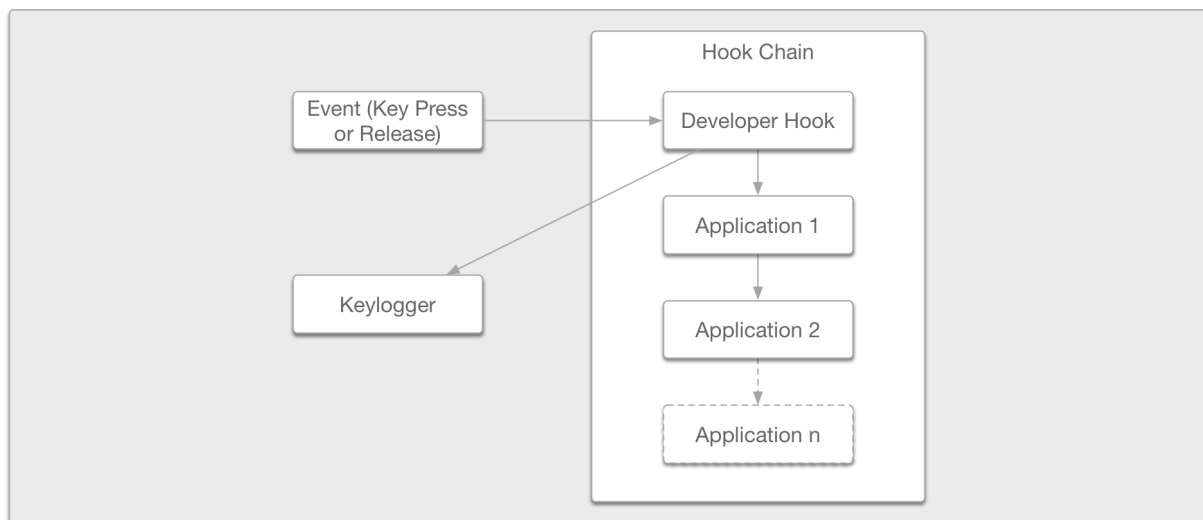 Hook Chain
Event (Key Press
or Release)
Developer Hook
Application 1
Keylogger
Application 2
Application n